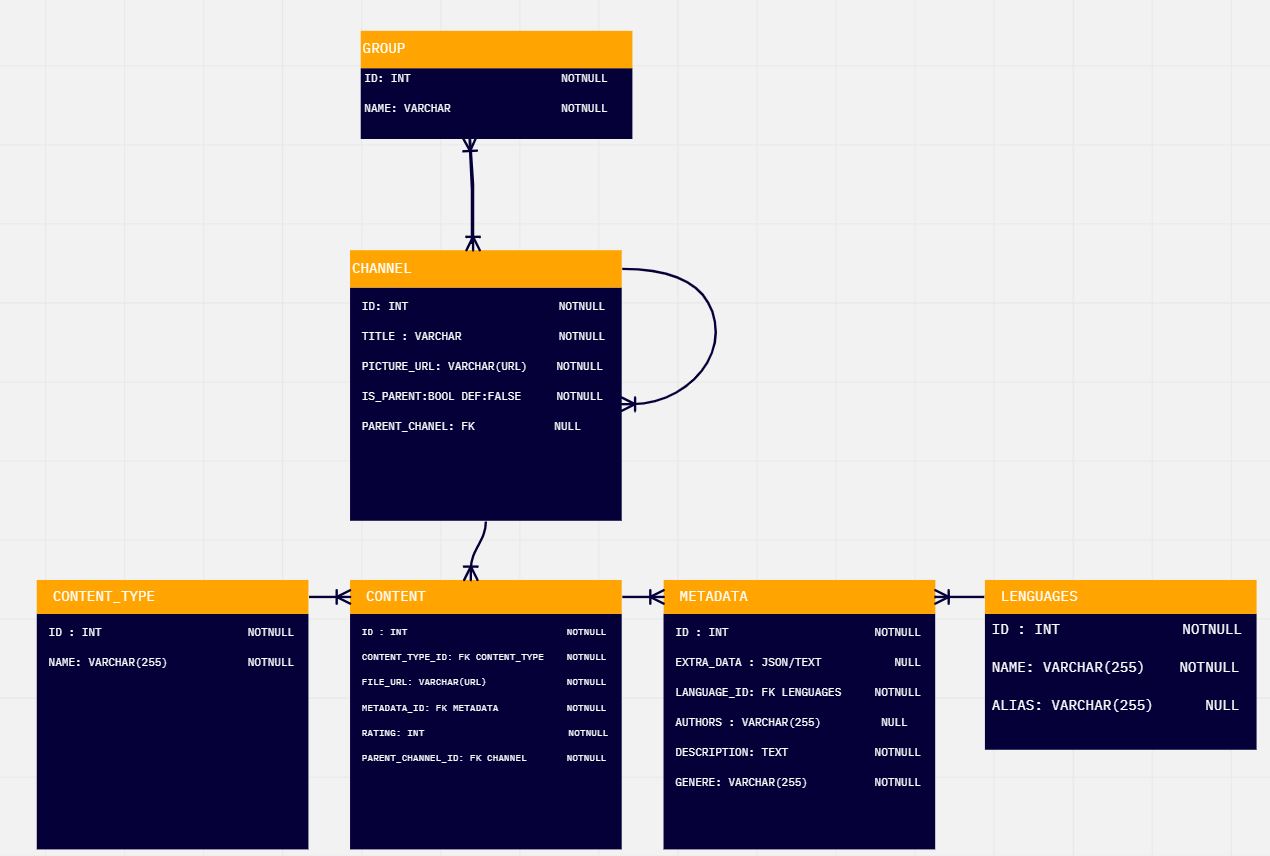 GROUP
ID: INT NOTNULL
NAME: VARCHAR NOTNULL
CHANNEL
ID: INT NOTNULL
TITLE : VARCHAR NOTNULL
PICTURE_URL: VARCHAR(URL) NOTNULL
IS_PARENT:BOOL DEF:FALSE NOTNULL
PARENT_CHANEL: FK NULL
CONTENT_TYPE
ID : INT NOTNULL
NAME: VARCHAR(255) NOTNULL
CONTENT
ID : INT NOTNULL
CONTENT_TYPE_ID: FK CONTENT_TYPE NOTNULL
FILE_URL: VARCHAR(URL) NOTNULL
METADATA_ID: FK METADATA NOTNULL
RATING: INT NOTNULL
PARENT_CHANNEL_ID: FK CHANNEL NOTNULL
METADATA
ID : INT NOTNULL
EXTRA_DATA : JSON/TEXT NULL
LANGUAGE_ID: FK LENGUAGES NOTNULL
AUTHORS : VARCHAR(255) NULL
DESCRIPTION: TEXT NOTNULL
GENERE: VARCHAR(255) NOTNULL
LENGUAGES
ID : INT NOTNULL
NAME: VARCHAR(255) NOTNULL
ALIAS: VARCHAR(255) NULL